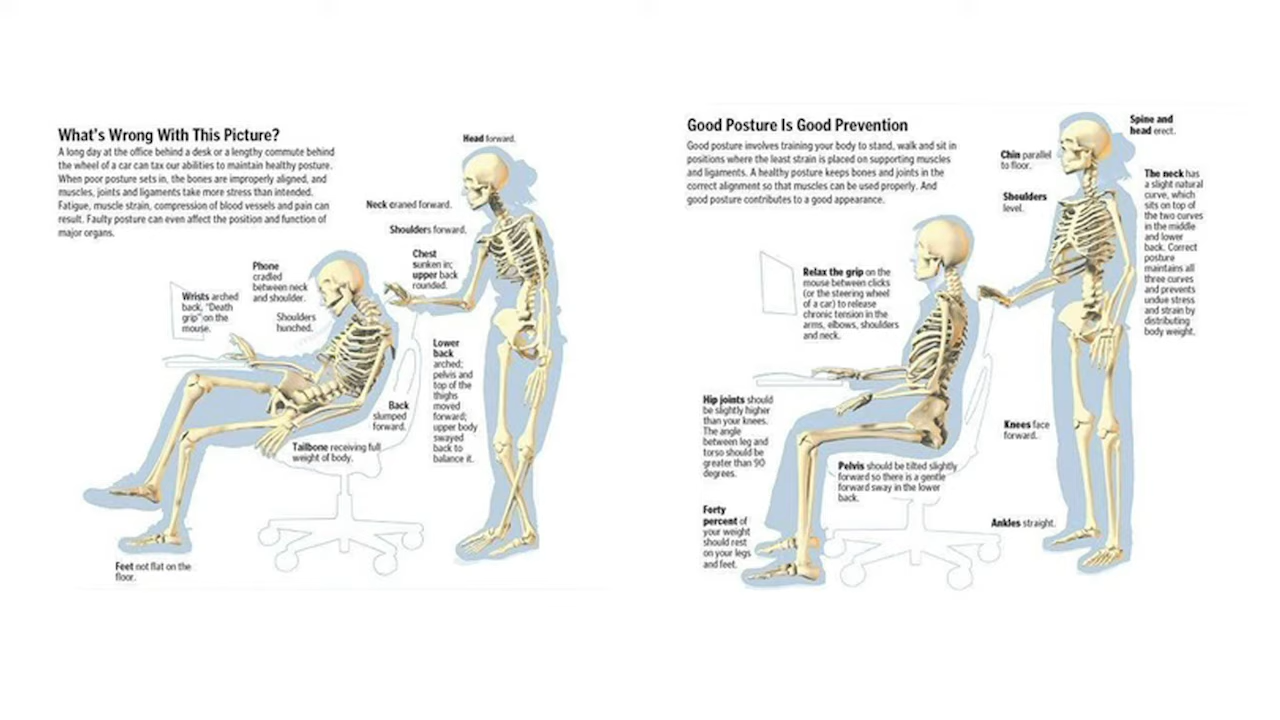 What's Wrong With This Picture?
A long day at the office behind a desk or a lengthy commute behind
the wheel of a car can tax our abilities to maintain healthy posture.
When poor posture sets in, the bones are improperly aligned, and
muscles, joints and ligaments take more stress than intended.
Fatigue, muscle strain, compression of blood vessels and pain can
result. Faulty posture can even affect the position and function of
major organs.
Head forward.
Neck craned forward.
Shoulders forward.
Chest
sunken in;
upper back
rounded.
Phone
cradled
between neck
and shoulder.
Wrists arched
back. "Death
grip" on the
mouse.
Shoulders
hunched.
Lower
back
arched;
pelvis and
top of the
thighs
moved
forward;
upper body
swayed
back to
balance it.
Back
slumped
forward.
Tailbone receiving full
weight of body.
Feet not flat on the
floor.
Good Posture Is Good Prevention
Good posture involves training your body to stand, walk and sit in
positions where the least strain is placed on supporting muscles
and ligaments. A healthy posture keeps bones and joints in the
correct alignment so that muscles can be used properly. And
good posture contributes to a good appearance.
Spine and
head erect.
Chin parallel
to floor.
Shoulders
level.
The neck has
a slight natural
curve, which
sits on top of
the two curves
in the middle
and lower
back. Correct
posture
maintains all
three curves
and prevents
undue stress
and strain by
distributing
body weight.
Relax the grip on the
mouse between clicks
(or the steering wheel
of a car) to release
chronic tension in the
arms, elbows, shoulders
and neck.
Hip joints should
be slightly higher
than your knees.
The angle
between leg and
torso should be
greater than 90
degrees.
Knees face
forward.
Pelvis should be tilted slightly
forward so there is a gentle
forward sway in the lower
back.
Forty
percent of
your weight
should rest
on your legs
and feet.
Ankles straight.